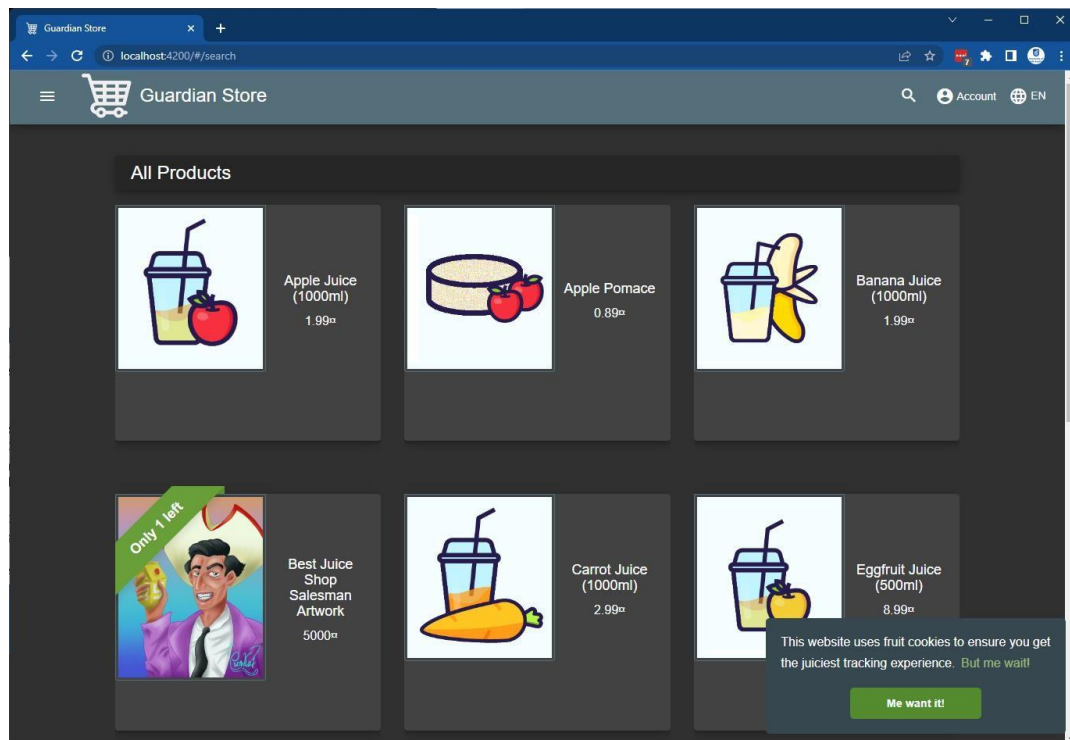 Guardian Store
localhost:4200/#/search
7
Guardian Store
Account
EN
All Products
Apple Juice
(1000ml)
1.99¤
Apple Pomace
0.89¤
Banana Juice
(1000ml)
1.99¤
Only 1 left
Best Juice
Shop
Salesman
Artwork
5000¤
Carrot Juice
(1000ml)
2.99¤
Eggfruit Juice
(500ml)
8.99¤
This website uses fruit cookies to ensure you get
the juiciest tracking experience. But me wait!
Me want it!